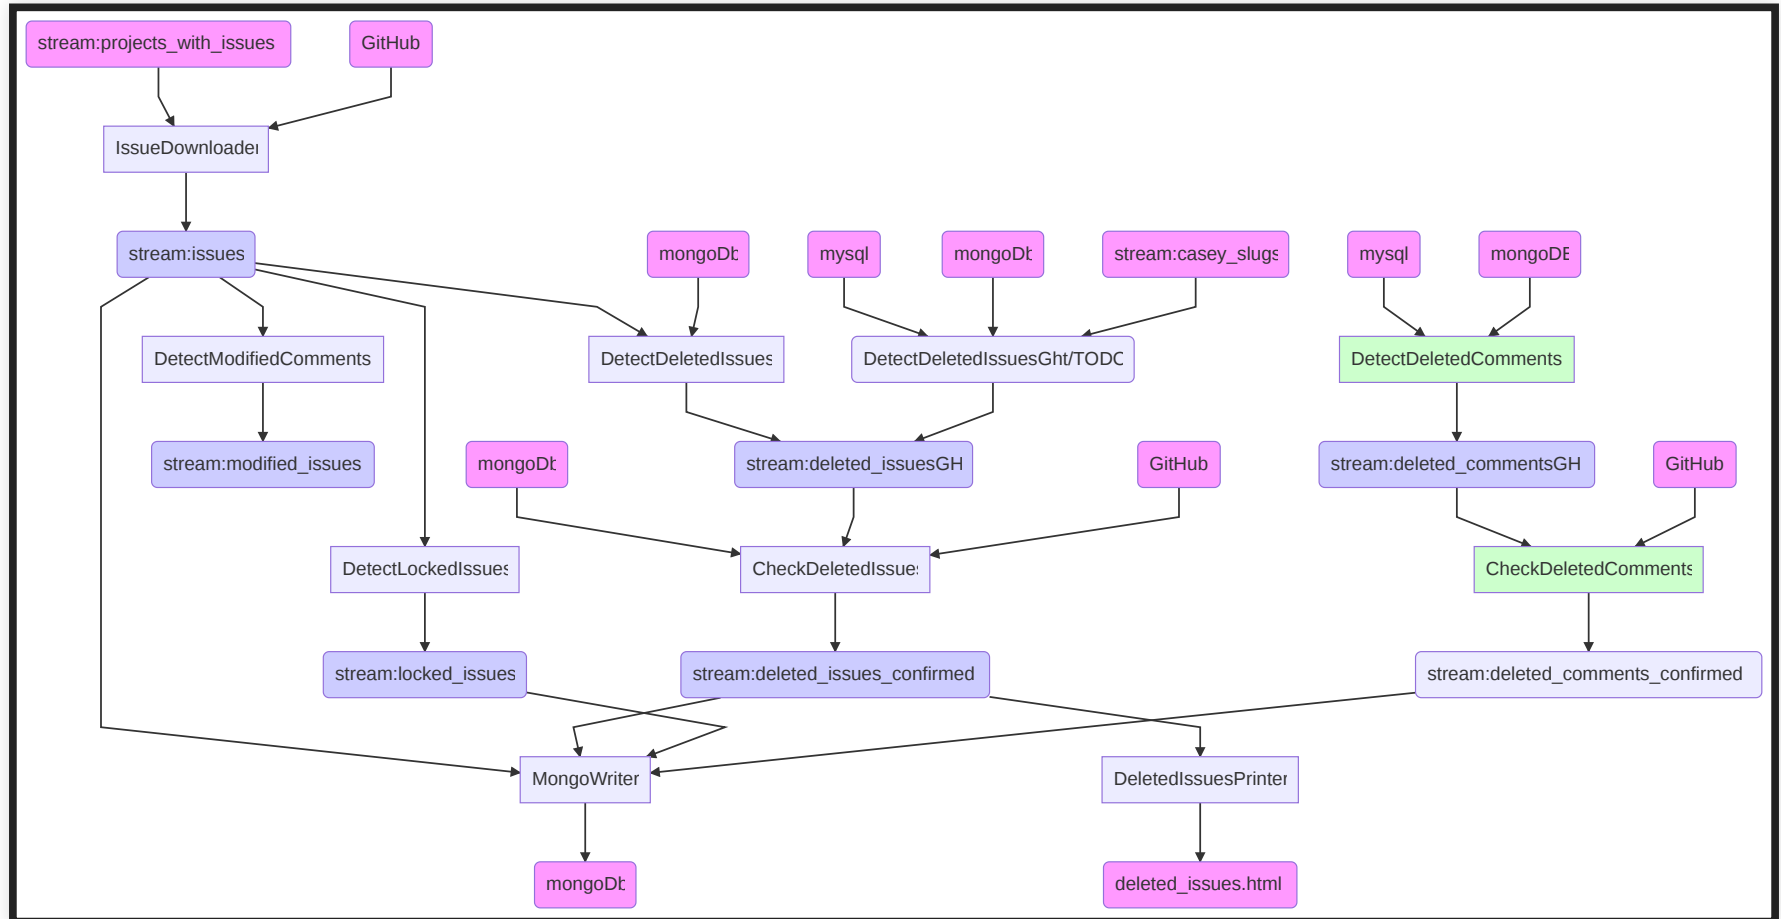 stream:projects_with_issues
GitHub
IssueDownloader
stream:issues
mongoDb
mysql
mongoDb
stream:casey_slugs
mysql
mongoDB
DetectModifiedComments
DetectDeletedIssues
DetectDeletedIssuesGht/TODO
DetectDeletedComments
stream:modified_issues
mongoDb
stream:deleted_issuesGH
GitHub
stream:deleted_commentsGH
GitHub
DetectLockedIssues
CheckDeletedIssues
CheckDeletedComments
stream:locked_issues
stream:deleted_issues_confirmed
stream:deleted_comments_confirmed
MongoWriter
DeletedIssuesPrinter
mongoDb
deleted_issues.html